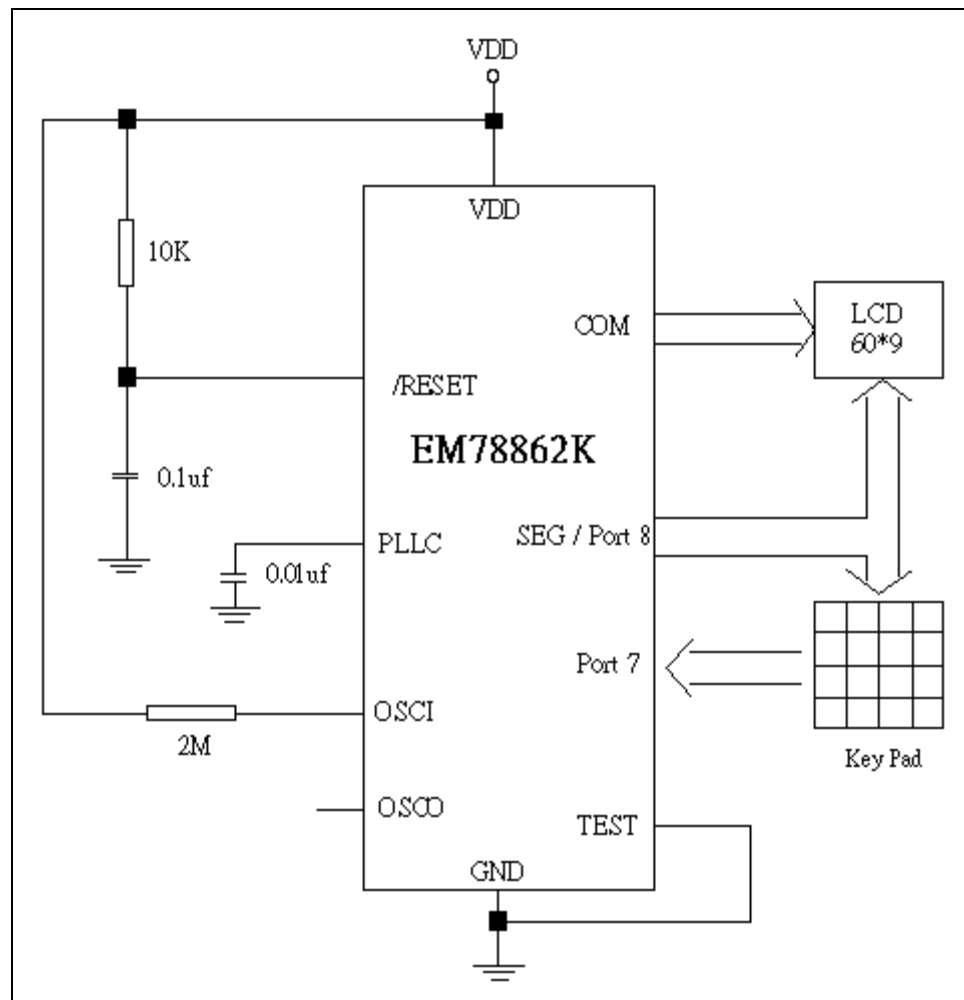 VDD
VDD
10K
COM
LCD
60*9
/RESET
EM78862K
0.1uf
SEG / Port 8
PLLC
0.01uf
Port 7
OSCI
2M
Key Pad
OSCO
TEST
GND